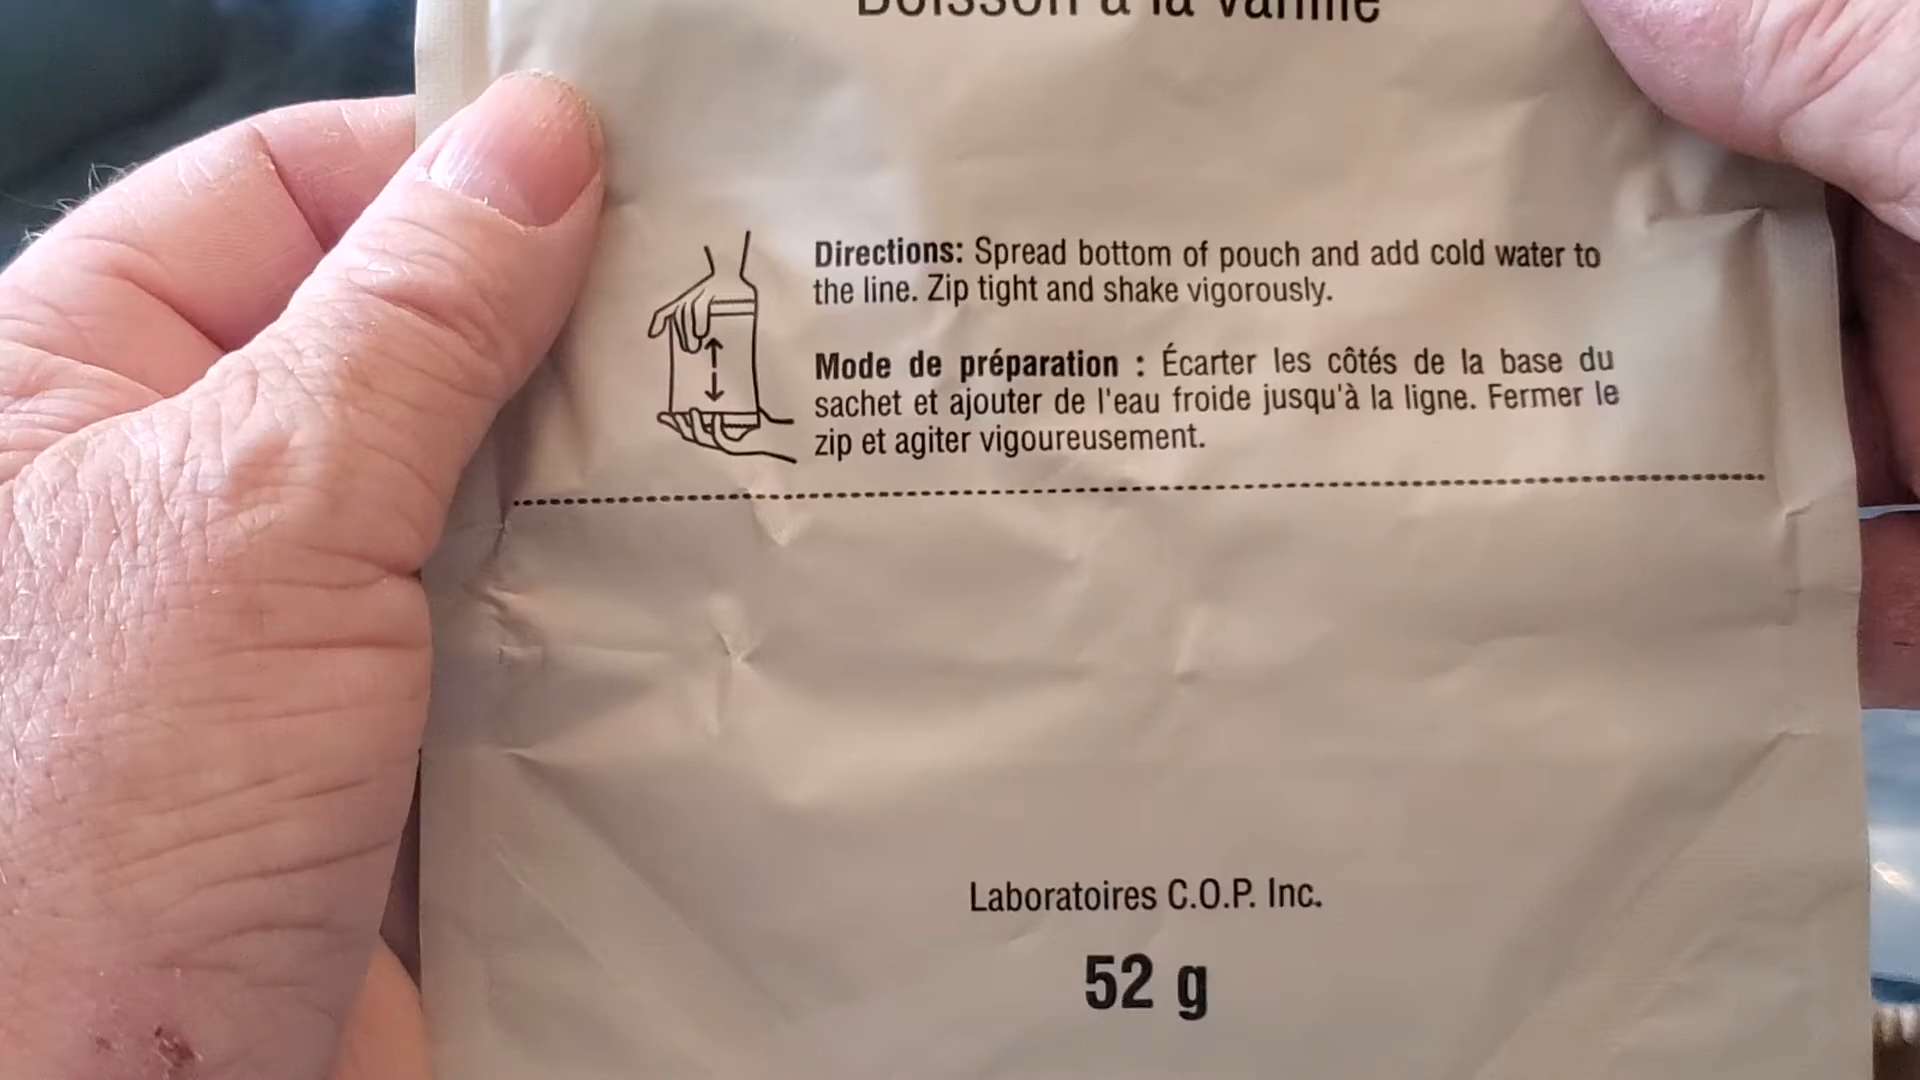 Boisson à la vanille
Directions: Spread bottom of pouch and add cold water to
the line. Zip tight and shake vigorously.
Mode de préparation : Écarter les côtés de la base du
sachet et ajouter de l'eau froide jusqu'à la ligne. Fermer le
zip et agiter vigoureusement.
Laboratoires C.O.P. Inc.
52 g